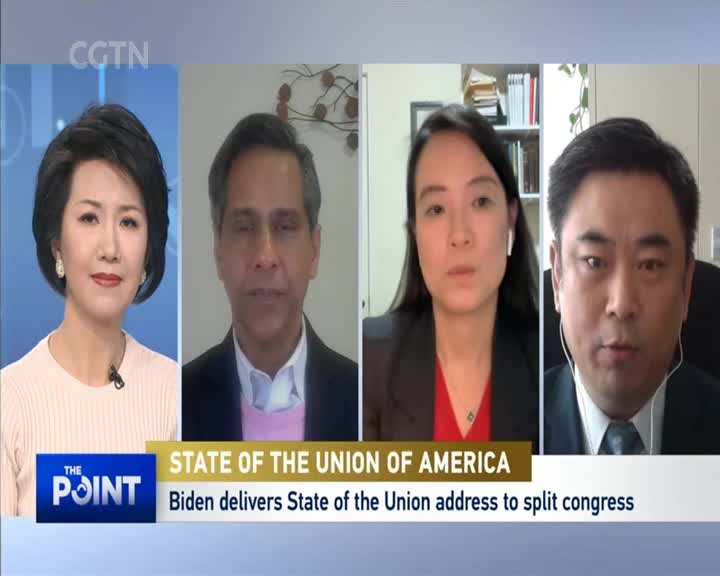 CGTN
STATE OF THE UNION OF AMERICA
THE
POINT
Biden delivers State of the Union address to split congress